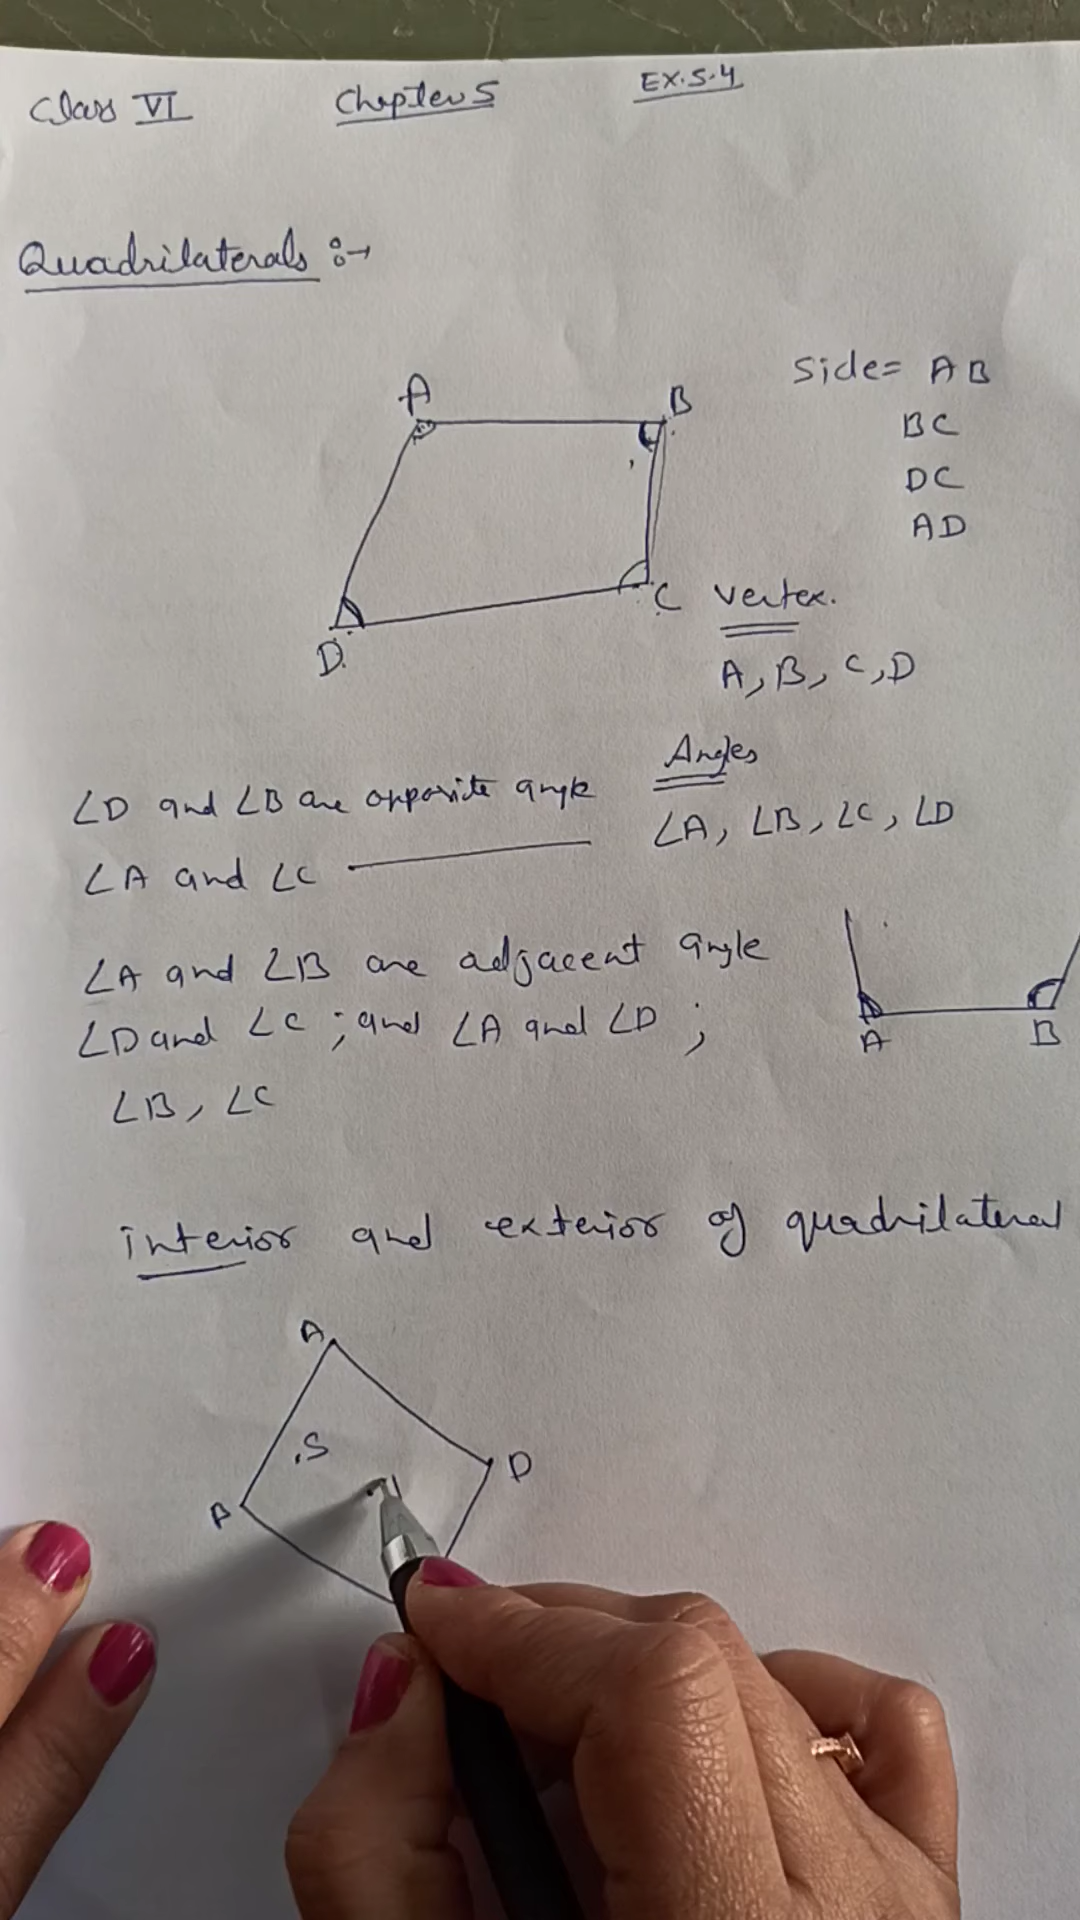 Class VI Chapter 5 EX.5.4
Quadrilaterals :→
A
B
Side= AB
BC
DC
AD
C
D
Vertex.
A, B, C, D
Angles
∠A, ∠B, ∠C, ∠D
∠D and ∠B are opposite angle
∠A and ∠C
∠A and ∠B are adjacent angle
∠D and ∠C ; and ∠A and ∠D ;
∠B, ∠C
A
B
interior and exterior of quadrilateral
A
.S
D
B